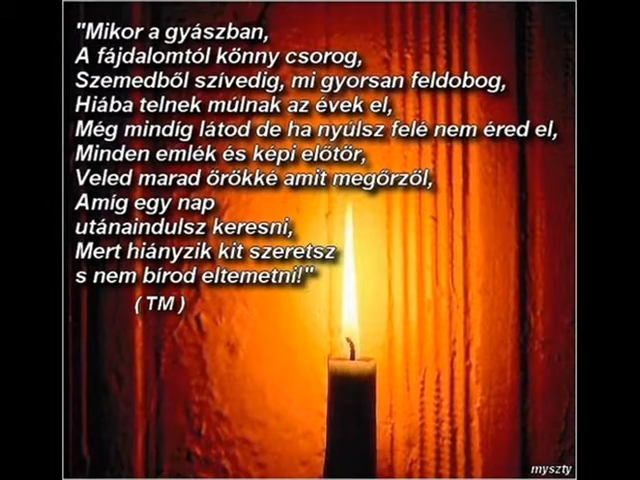 "Mikor a gyászban,
A fájdalomtól könny csorog,
Szemedből szívedig, mi gyorsan feldobog,
Hiába telnek múlnak az évek el,
Még mindíg látod de ha nyúlsz felé nem éred el,
Minden emlék és képi előtör,
Veled marad örökké amit megőrzöl,
Amíg egy nap
utánaindulsz keresni,
Mert hiányzik kit szeretsz
s nem bírod eltemetni!"
( TM )
myszty